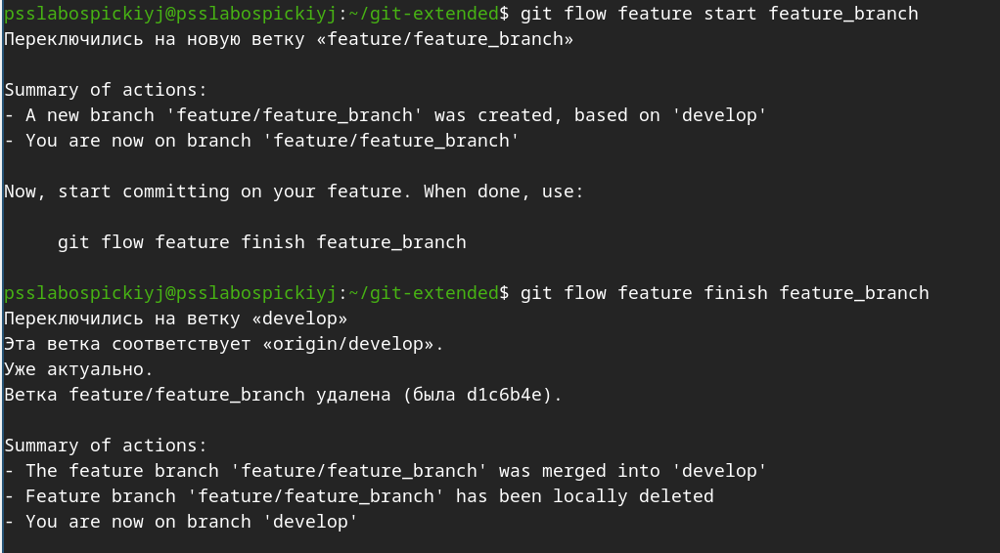 psslabospickiyj@psslabospickiyj:~/git-extended$ git flow feature start feature_branch
Переключились на новую ветку «feature/feature_branch»
Summary of actions:
- A new branch 'feature/feature_branch' was created, based on 'develop'
- You are now on branch 'feature/feature_branch'
Now, start committing on your feature. When done, use:
git flow feature finish feature_branch
psslabospickiyj@psslabospickiyj:~/git-extended$ git flow feature finish feature_branch
Переключились на ветку «develop»
Эта ветка соответствует «origin/develop».
Уже актуально.
Ветка feature/feature_branch удалена (была d1c6b4e).
Summary of actions:
- The feature branch 'feature/feature_branch' was merged into 'develop'
- Feature branch 'feature/feature_branch' has been locally deleted
- You are now on branch 'develop'